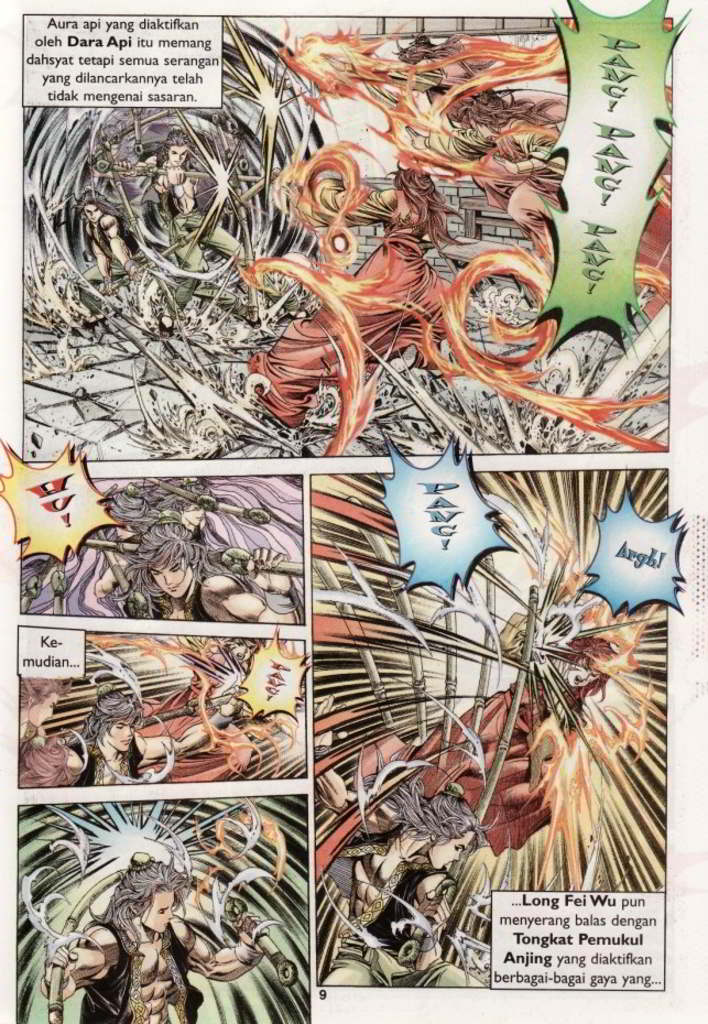 Aura api yang diaktifkan
oleh Dara Api itu memang
dahsyat tetapi semua serangan
yang dilancarkannya telah
tidak mengenai sasaran.
PANG! PANG! PANG!
HU!
PANG!
Argh!
Ke-
mudian...
Argh!
...Long Fei Wu pun
menyerang balas dengan
Tongkat Pemukul
Anjing yang diaktifkan
berbagai-bagai gaya yang...
9